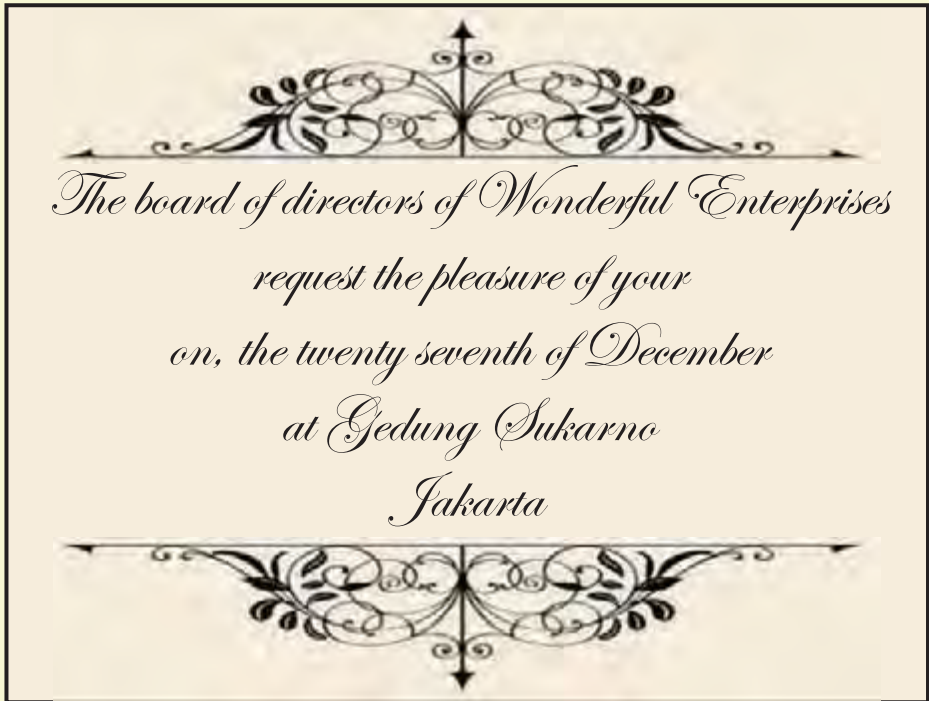 The board of directors of Wonderful Enterprises
request the pleasure of your
on, the twenty seventh of December
at Gedung Sukarno
Jakarta